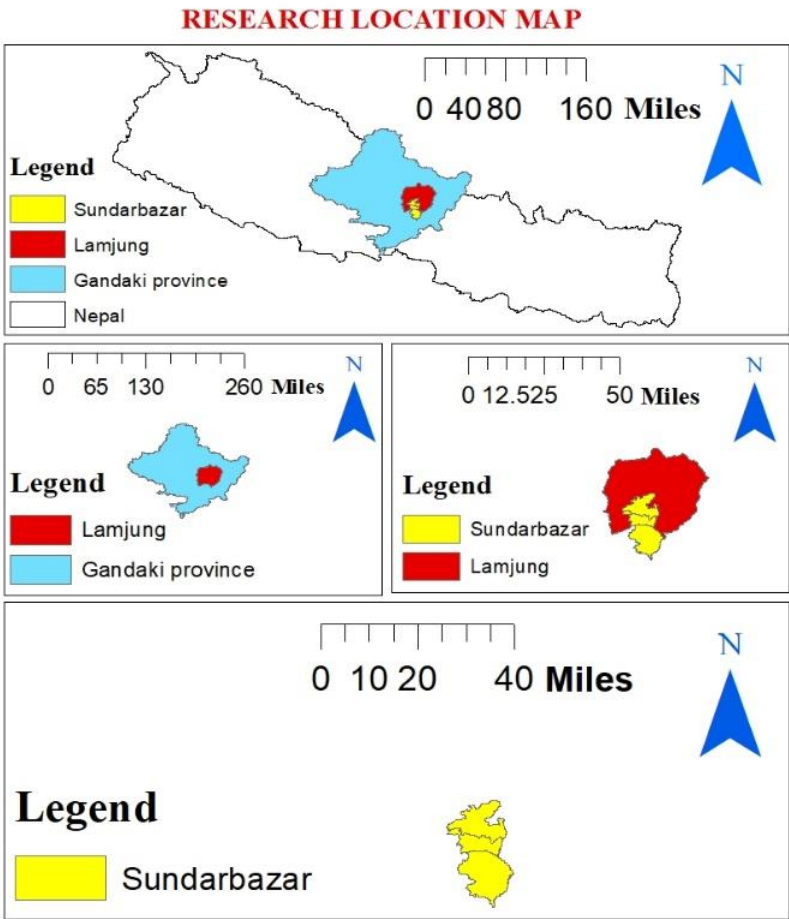 RESEARCH LOCATION MAP
0 40 80 160 Miles
N
Legend
Sundarbazar
Lamjung
Gandaki province
Nepal
0 65 130 260 Miles
N
Legend
Lamjung
Gandaki province
0 12.525 50 Miles
N
Legend
Sundarbazar
Lamjung
0 10 20 40 Miles
N
Legend
Sundarbazar